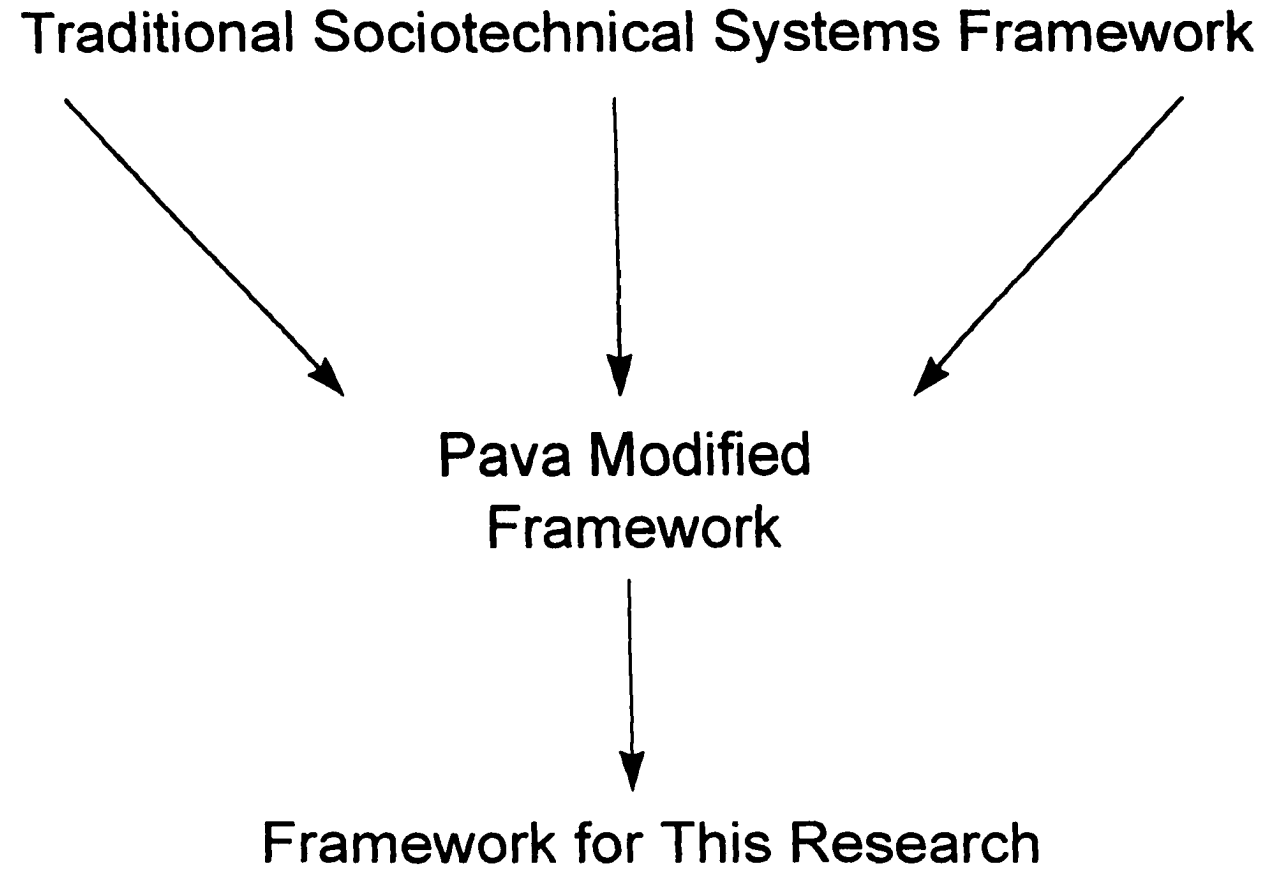 Traditional Sociotechnical Systems Framework
Pava Modified
Framework
Framework for This Research